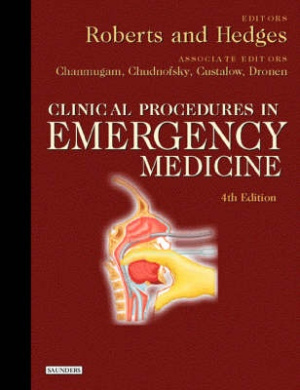 EDITORS
Roberts and Hedges
ASSOCIATE EDITORS
Chanmugam, Chudnofsky, Custalow, Dronen
CLINICAL PROCEDURES IN
EMERGENCY
MEDICINE
4th Edition
SAUNDERS